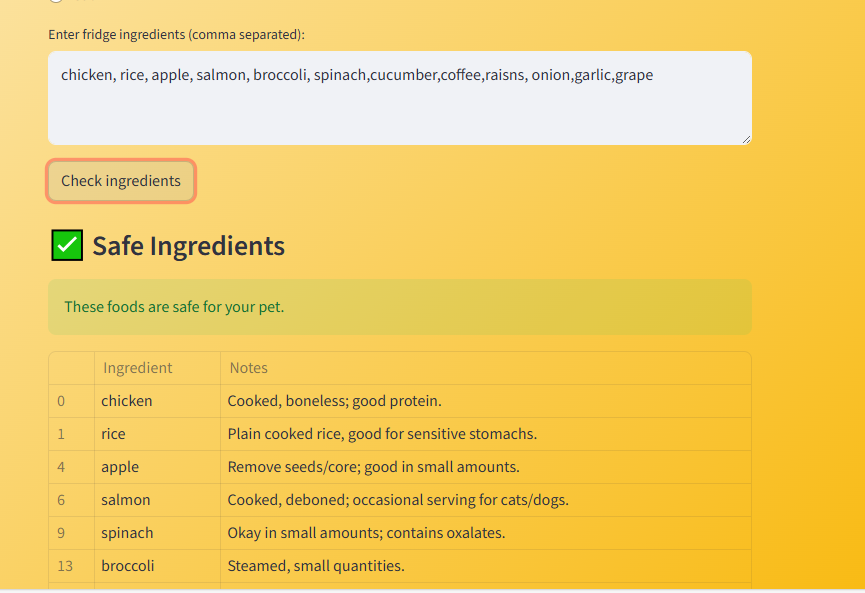 Enter fridge ingredients (comma separated):
chicken, rice, apple, salmon, broccoli, spinach,cucumber,coffee,raisns, onion,garlic,grape
Check ingredients
✅ Safe Ingredients
These foods are safe for your pet.
Ingredient Notes
0 chicken Cooked, boneless; good protein.
1 rice Plain cooked rice, good for sensitive stomachs.
4 apple Remove seeds/core; good in small amounts.
6 salmon Cooked, deboned; occasional serving for cats/dogs.
9 spinach Okay in small amounts; contains oxalates.
13 broccoli Steamed, small quantities.